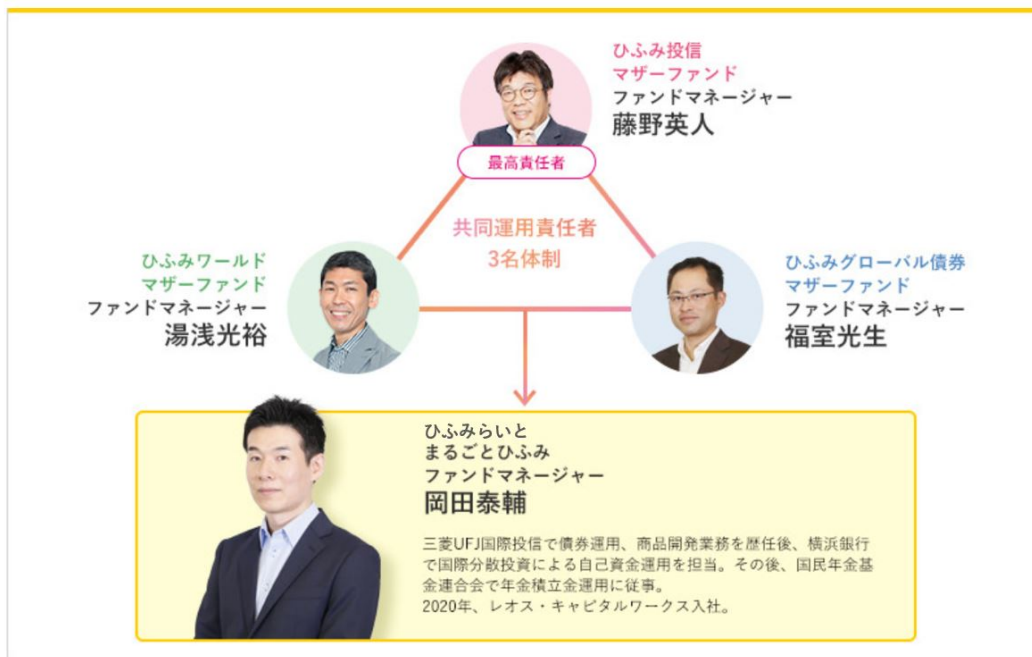 ひふみ投信
マザーファンド
ファンドマネージャー
藤野英人
最高責任者
共同運用責任者
3名体制
ひふみワールド
マザーファンド
ファンドマネージャー
湯浅光裕
ひふみグローバル債券
マザーファンド
ファンドマネージャー
福室光生
ひふみらいと
まるごとひふみ
ファンドマネージャー
岡田泰輔
三菱UFJ国際投信で債券運用、商品開発業務を歴任後、横浜銀行
で国際分散投資による自己資金運用を担当。その後、国民年金基
金連合会で年金積立金運用に従事。
2020年、レオス・キャピタルワークス入社。